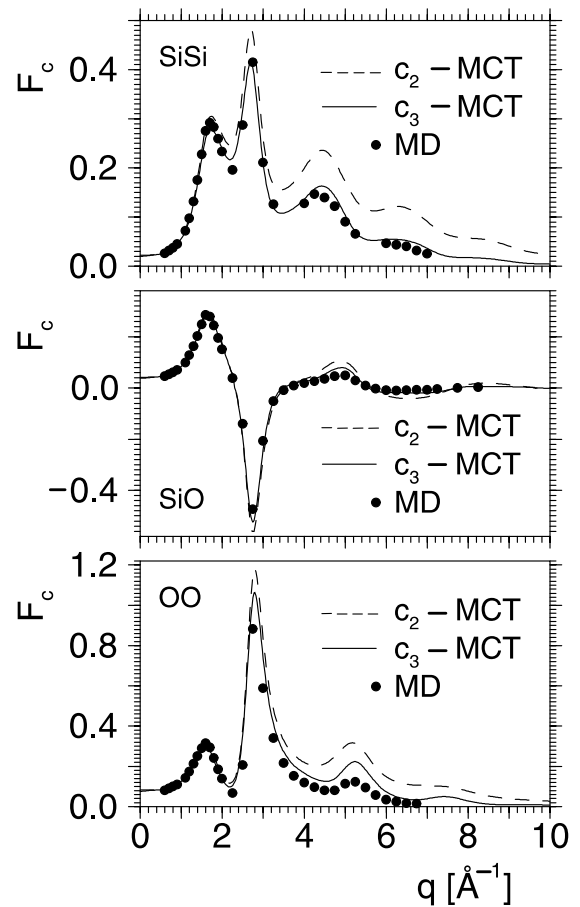 SiSi
F_c
c₂ – MCT
c₃ – MCT
MD
0.4
0.2
0.0
F_c
0.0
−0.4
c₂ – MCT
c₃ – MCT
MD
SiO
1.2
OO
F_c
c₂ – MCT
c₃ – MCT
MD
0.8
0.4
0.0
0 2 4 6 8 10
q [Å⁻¹]